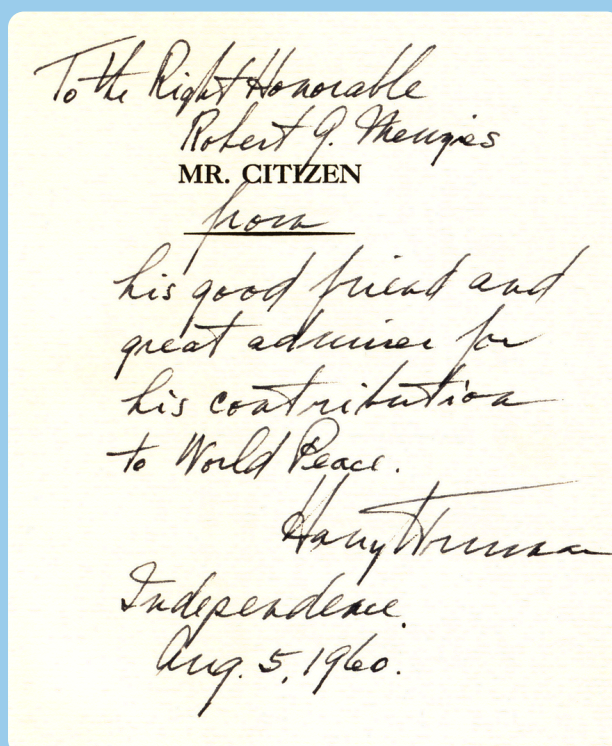 To the Right Honorable
Robert G. Menzies
MR. CITIZEN
from
his good friend and
great admirer for
his contribution
to World Peace.
Harry Truman
Independence.
Aug. 5, 1960.